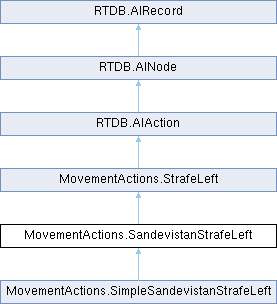 RTDB.AIRecord
RTDB.AINode
RTDB.AIAction
MovementActions.StrafeLeft
MovementActions.SandevistanStrafeLeft
MovementActions.SimpleSandevistanStrafeLeft